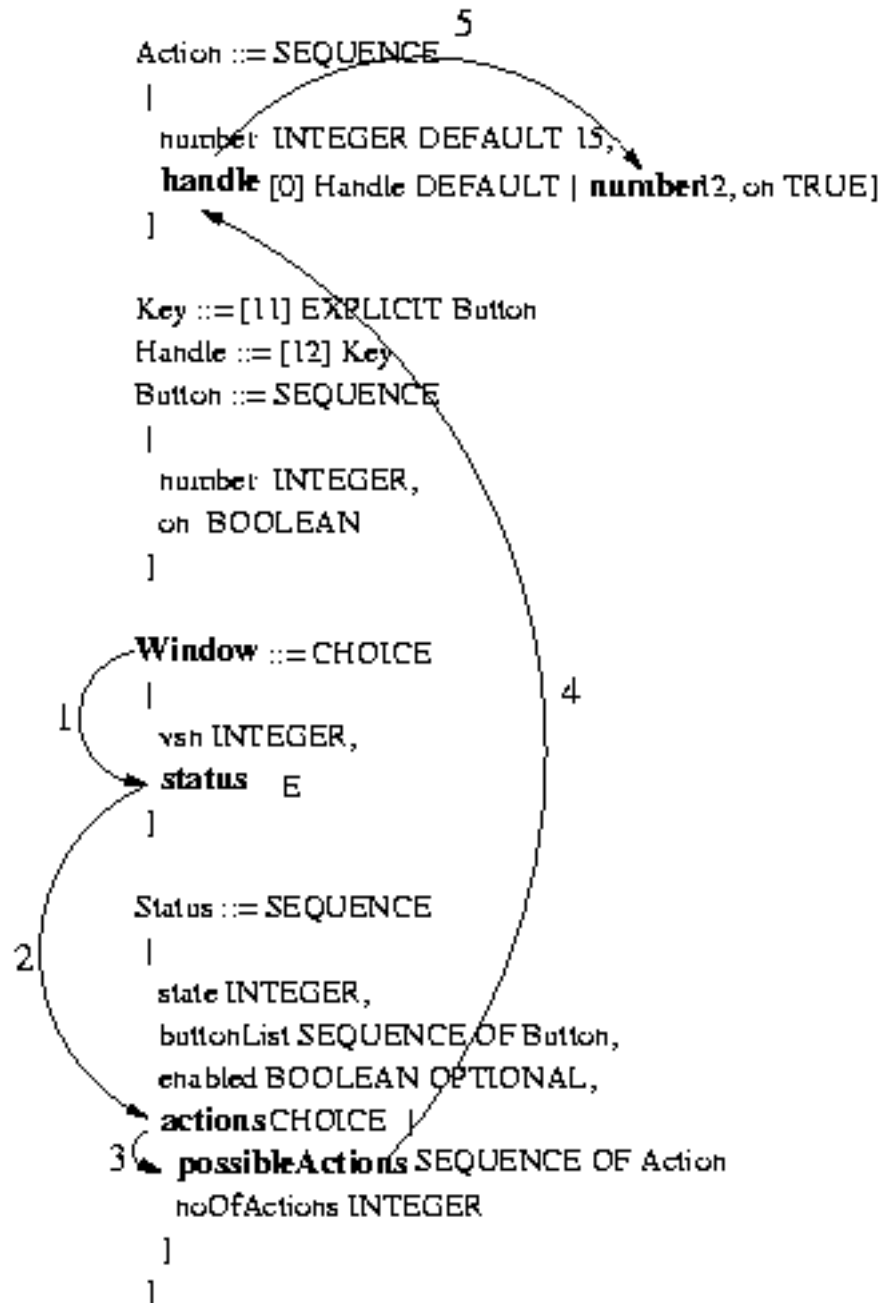 5
Action ::= SEQUENCE
|
number INTEGER DEFAULT 15,
handle [0] Handle DEFAULT | number12, on TRUE]
]
Key ::= [11] EXPLICIT Button
Handle ::= [12] Key
Button ::= SEQUENCE
|
number INTEGER,
on BOOLEAN
]
Window ::= CHOICE
|
1
4
vsn INTEGER,
status E
]
Status ::= SEQUENCE
2
|
state INTEGER,
buttonList SEQUENCE OF Button,
enabled BOOLEAN OPTIONAL,
actions CHOICE |
3
possibleActions SEQUENCE OF Action
noOfActions INTEGER
]
]